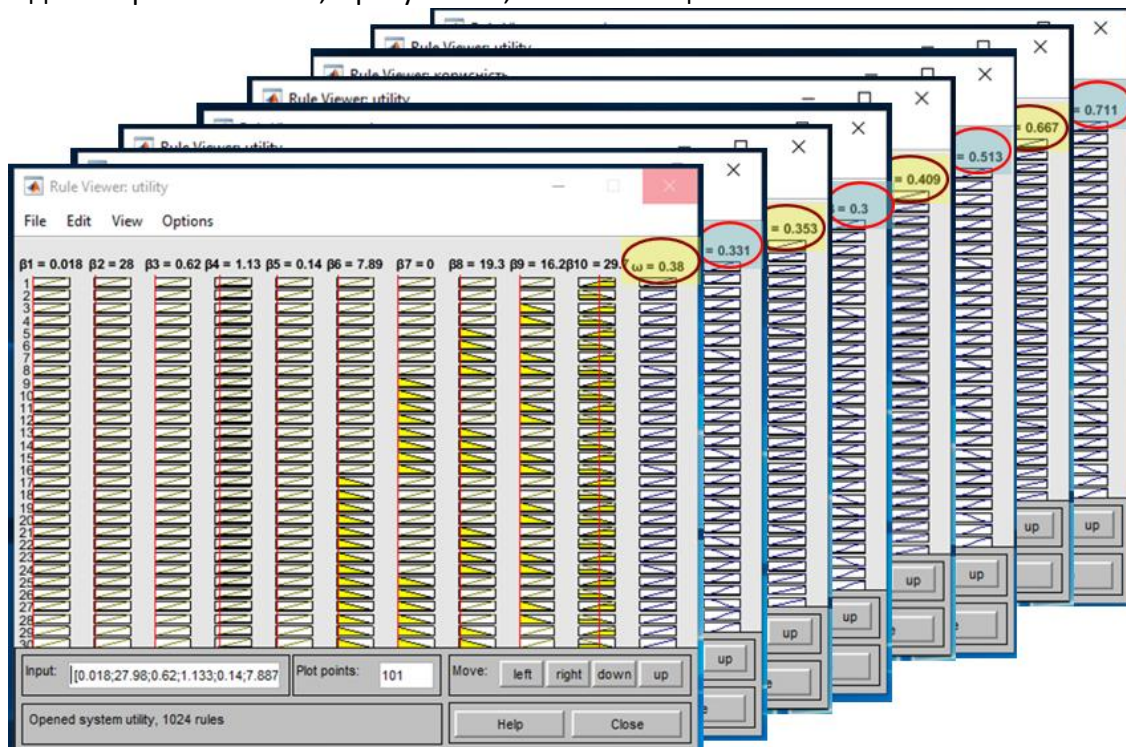 Rule Viewer: utility
Rule Viewer: користність
Rule Viewer: utility
Rule Viewer: utility
= 0.711
= 0.667
= 0.513
= 0.409
= 0.3
= 0.353
= 0.331
Rule Viewer: utility
File Edit View Options
β1 = 0.018 β2 = 28 β3 = 0.62 β4 = 1.13 β5 = 0.14 β6 = 7.89 β7 = 0 β8 = 19.3 β9 = 16.2 β10 = 29.7 ω = 0.38
1
2
3
4
5
6
7
8
9
10
11
12
13
14
15
16
17
18
19
20
21
22
23
24
25
26
27
28
29
30
Input: [0.018;27.98;0.62;1.133;0.14;7.887 Plot points: 101 Move: left right down up
Opened system utility, 1024 rules Help Close
up
up
up
up
up
up
up